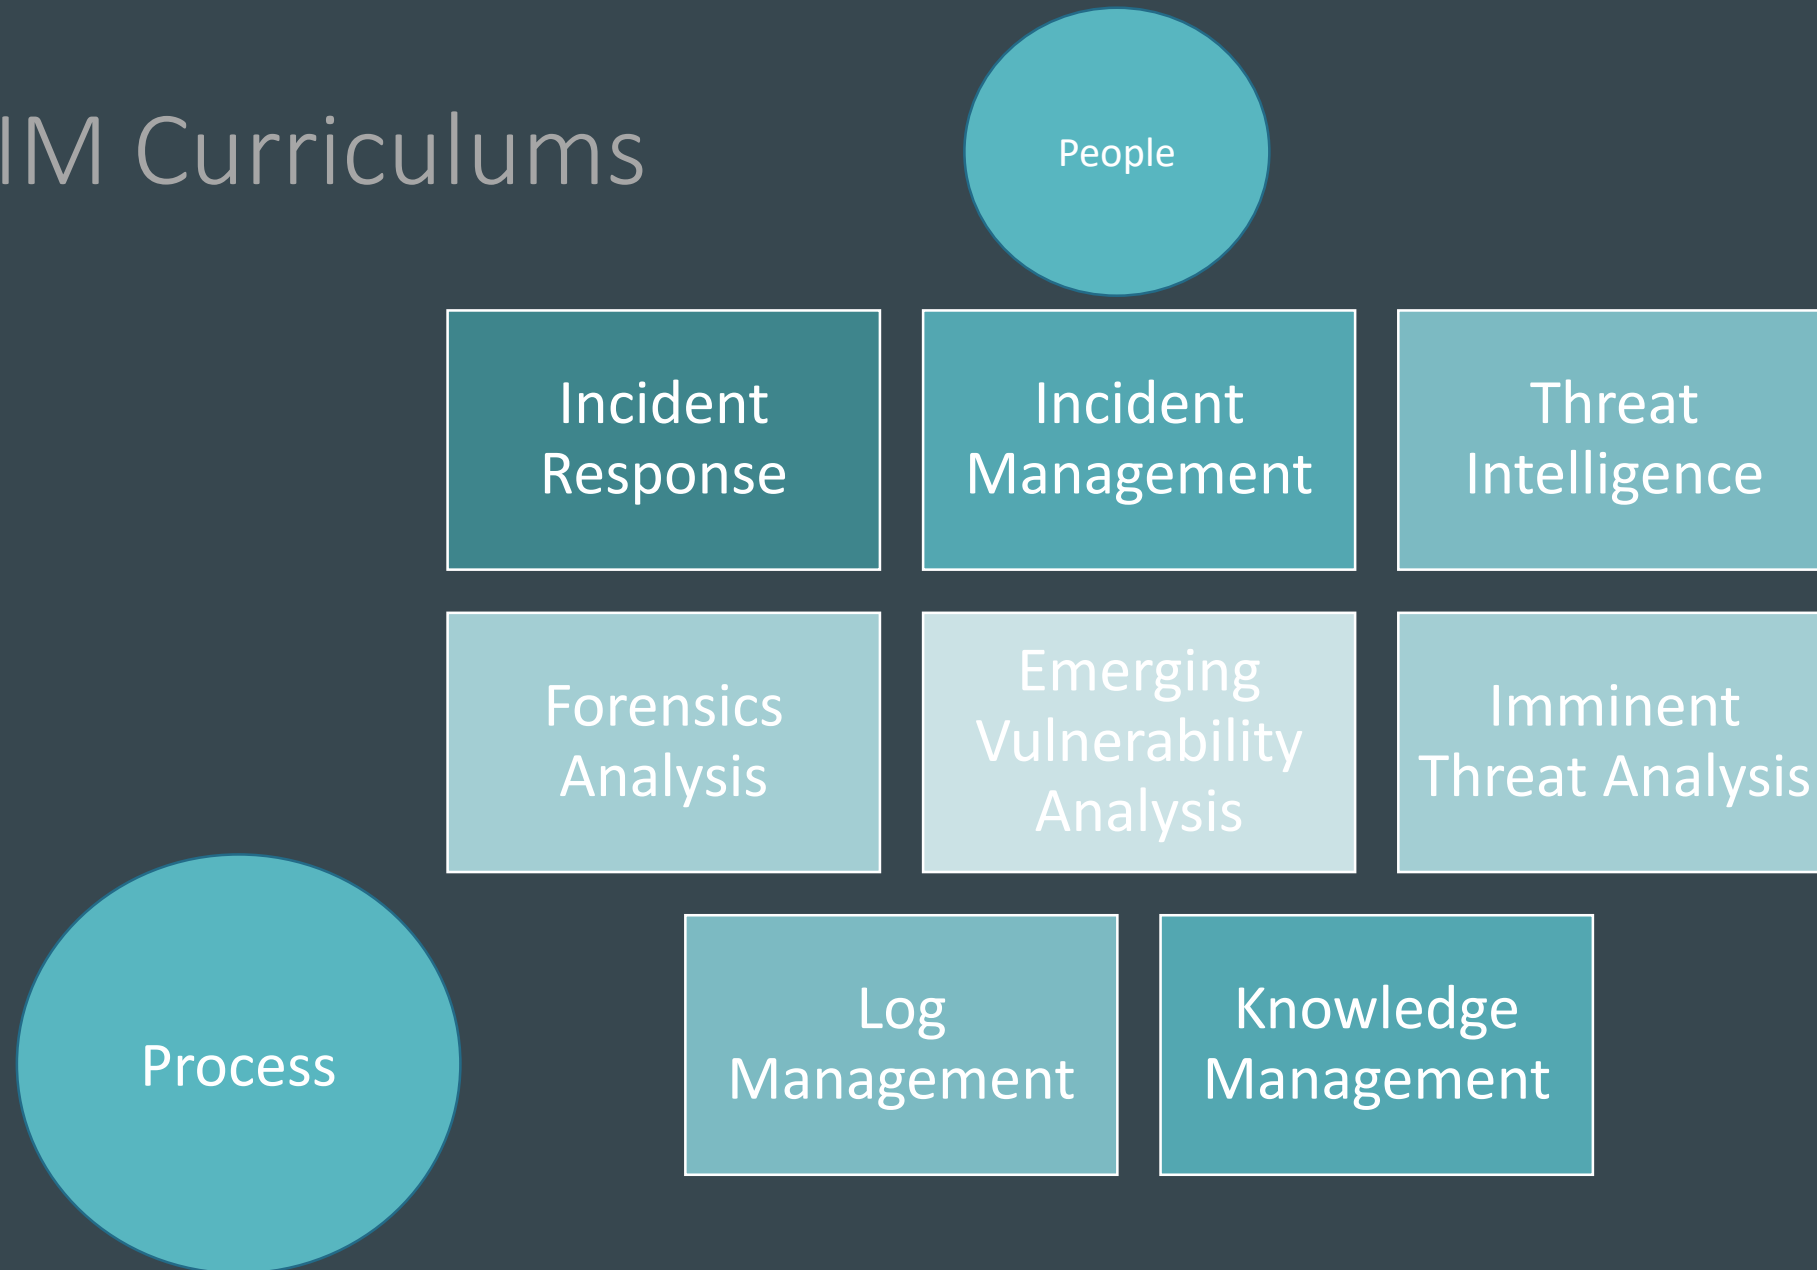 IM Curriculums
People
Incident
Response
Incident
Management
Threat
Intelligence
Forensics
Analysis
Emerging
Vulnerability
Analysis
Imminent
Threat Analysis
Process
Log
Management
Knowledge
Management